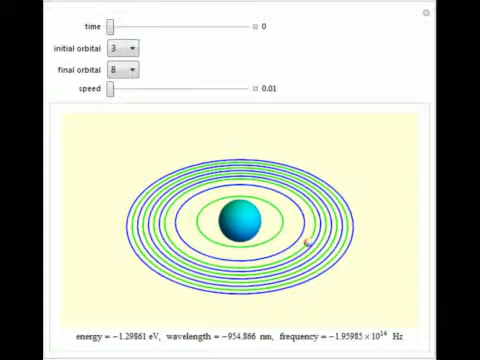 time 0
initial orbital 3
final orbital 8
speed 0.01
energy = −1.29861 eV, wavelength = −954.866 nm, frequency = −1.95985 × 10¹⁴ Hz